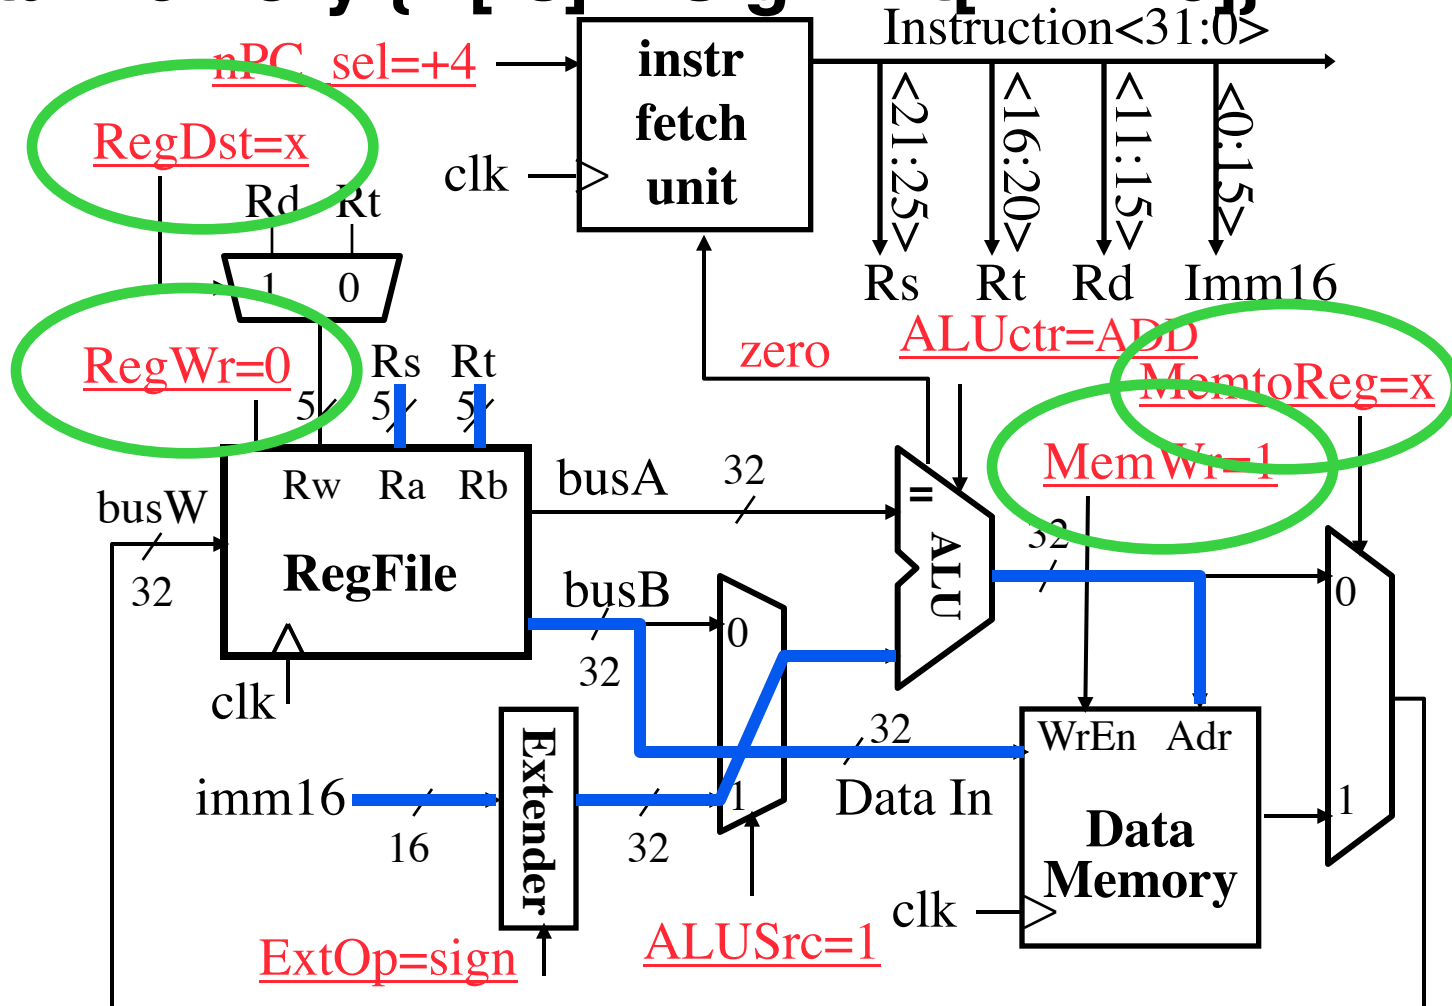 Instruction<31:0>
nPC_sel=+4
instr
fetch
unit
clk
<21:25>
<16:20>
<11:15>
<0:15>
Rs
Rt
Rd
Imm16
RegDst=x
Rd
Rt
1
0
RegWr=0
5
Rs
5
Rt
5
zero
ALUctr=ADD
MemtoReg=x
MemWr=1
busW
32
Rw
Ra
Rb
RegFile
clk
busA
32
busB
32
0
1
=
ALU
32
0
1
imm16
16
Extender
32
32
Data In
WrEn
Adr
Data
Memory
clk
ExtOp=sign
ALUSrc=1